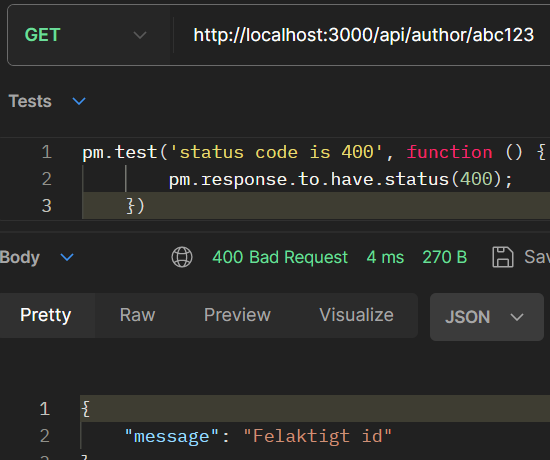 GET http://localhost:3000/api/author/abc123
Tests
1 pm.test('status code is 400', function () {
2 pm.response.to.have.status(400);
3 })
Body 400 Bad Request 4 ms 270 B
Pretty Raw Preview Visualize JSON
1 {
2 "message": "Felaktigt id"